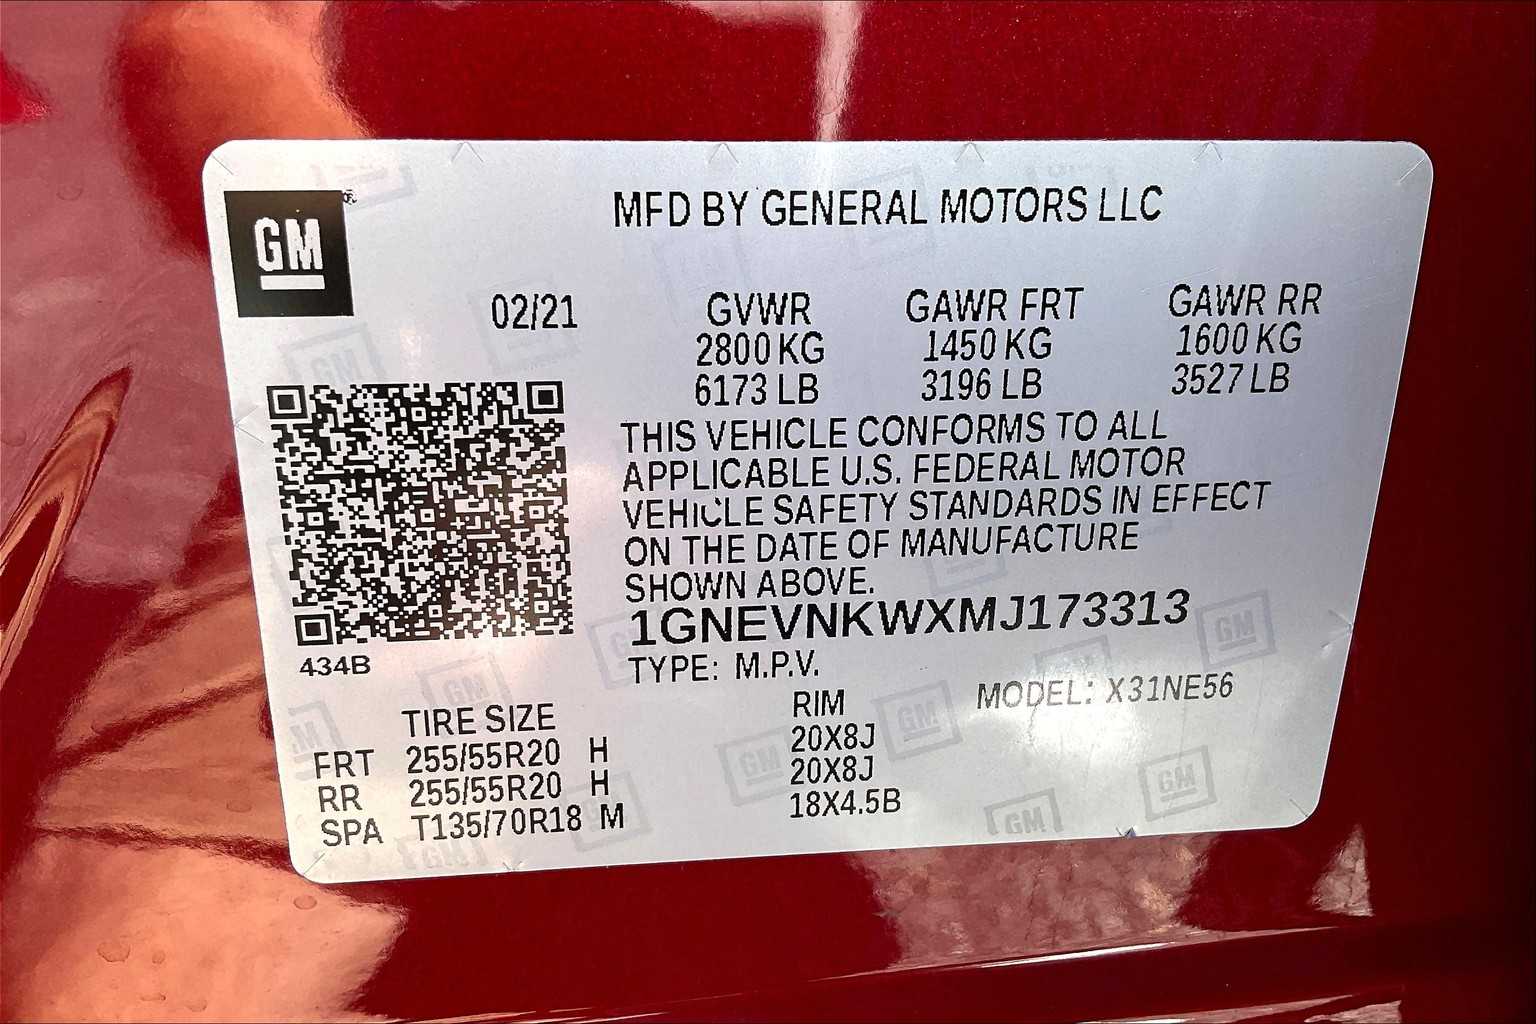 GM®
MFD BY GENERAL MOTORS LLC
02/21
GVWR GAWR FRT GAWR RR
2800 KG 1450 KG 1600 KG
6173 LB 3196 LB 3527 LB
THIS VEHICLE CONFORMS TO ALL
APPLICABLE U.S. FEDERAL MOTOR
VEHICLE SAFETY STANDARDS IN EFFECT
ON THE DATE OF MANUFACTURE
SHOWN ABOVE.
1GNEVNKWXMJ173313
434B
TYPE: M.P.V.
MODEL: X31NE56
TIRE SIZE RIM
FRT 255/55R20 H 20X8J
RR 255/55R20 H 20X8J
SPA T135/70R18 M 18X4.5B